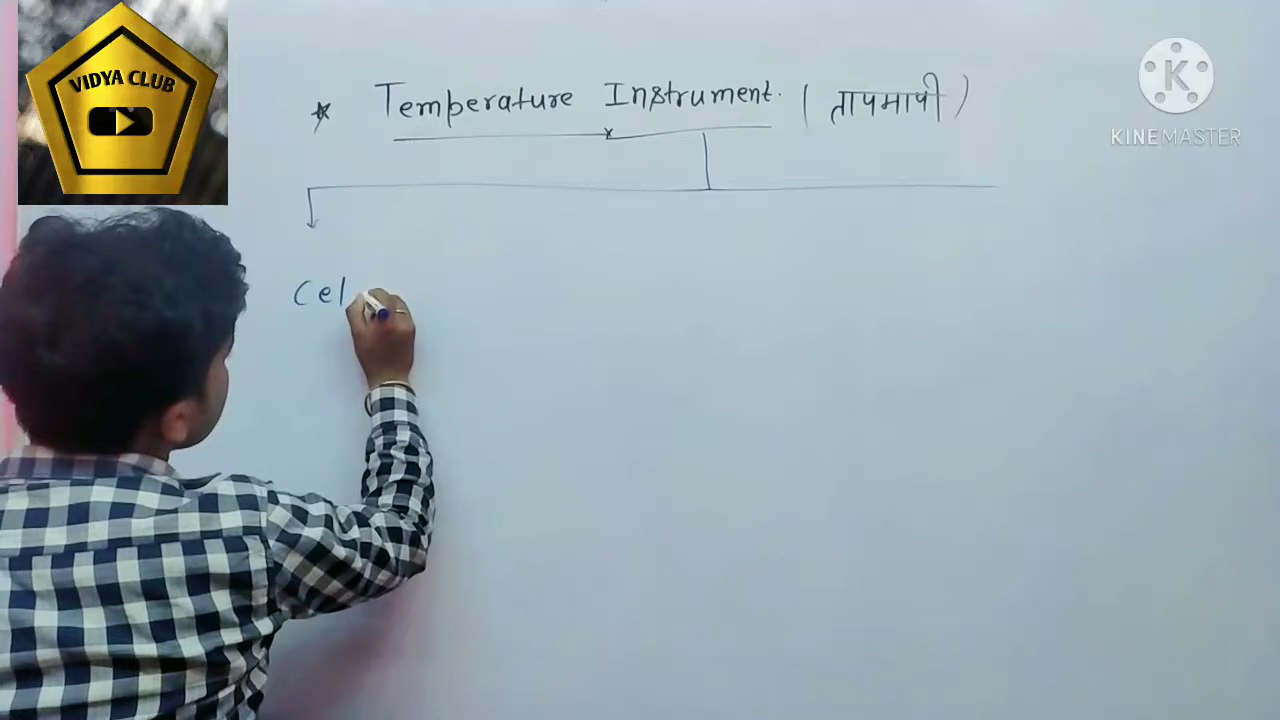 VIDYA CLUB
* Temperature Instrument. (तापमापी)
KINEMASTER
Cel